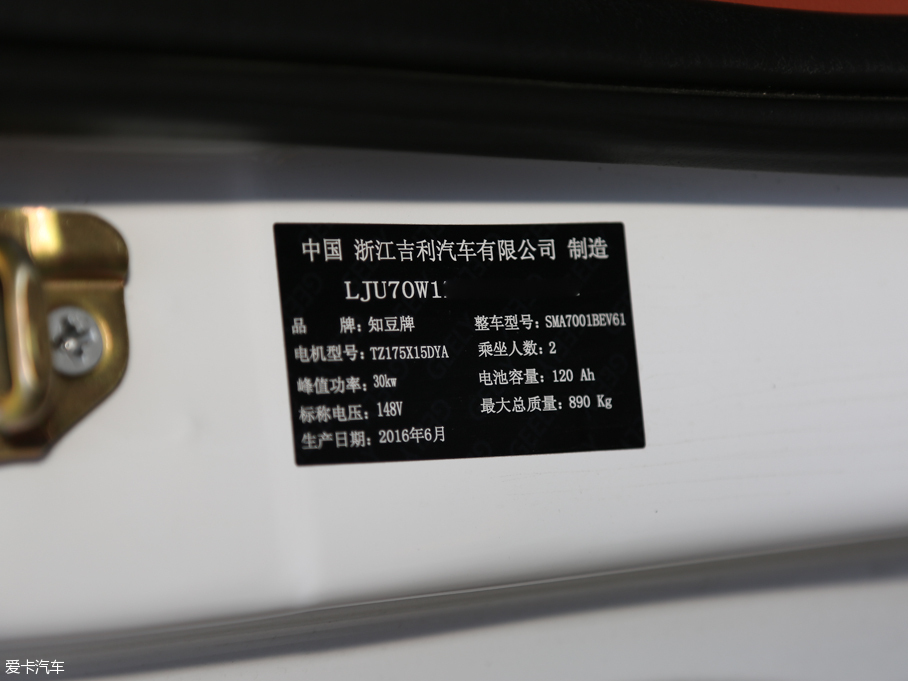 中国 浙江吉利汽车有限公司 制造
LJU70W1
品 牌: 知豆牌 整车型号: SMA7001BEV61
电机型号: TZ175X15DYA 乘坐人数: 2
峰值功率: 30kw 电池容量: 120 Ah
标称电压: 148V 最大总质量: 890 Kg
生产日期: 2016年6月
爱卡汽车